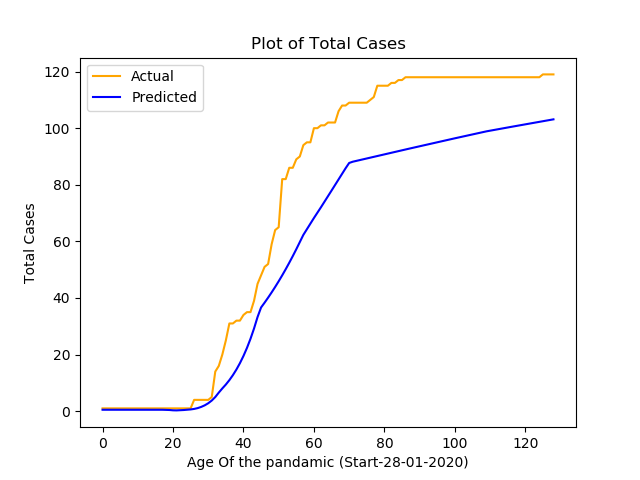 Plot of Total Cases
Actual
Predicted
120
100
80
60
40
20
0
Total Cases
0 20 40 60 80 100 120
Age Of the pandamic (Start-28-01-2020)